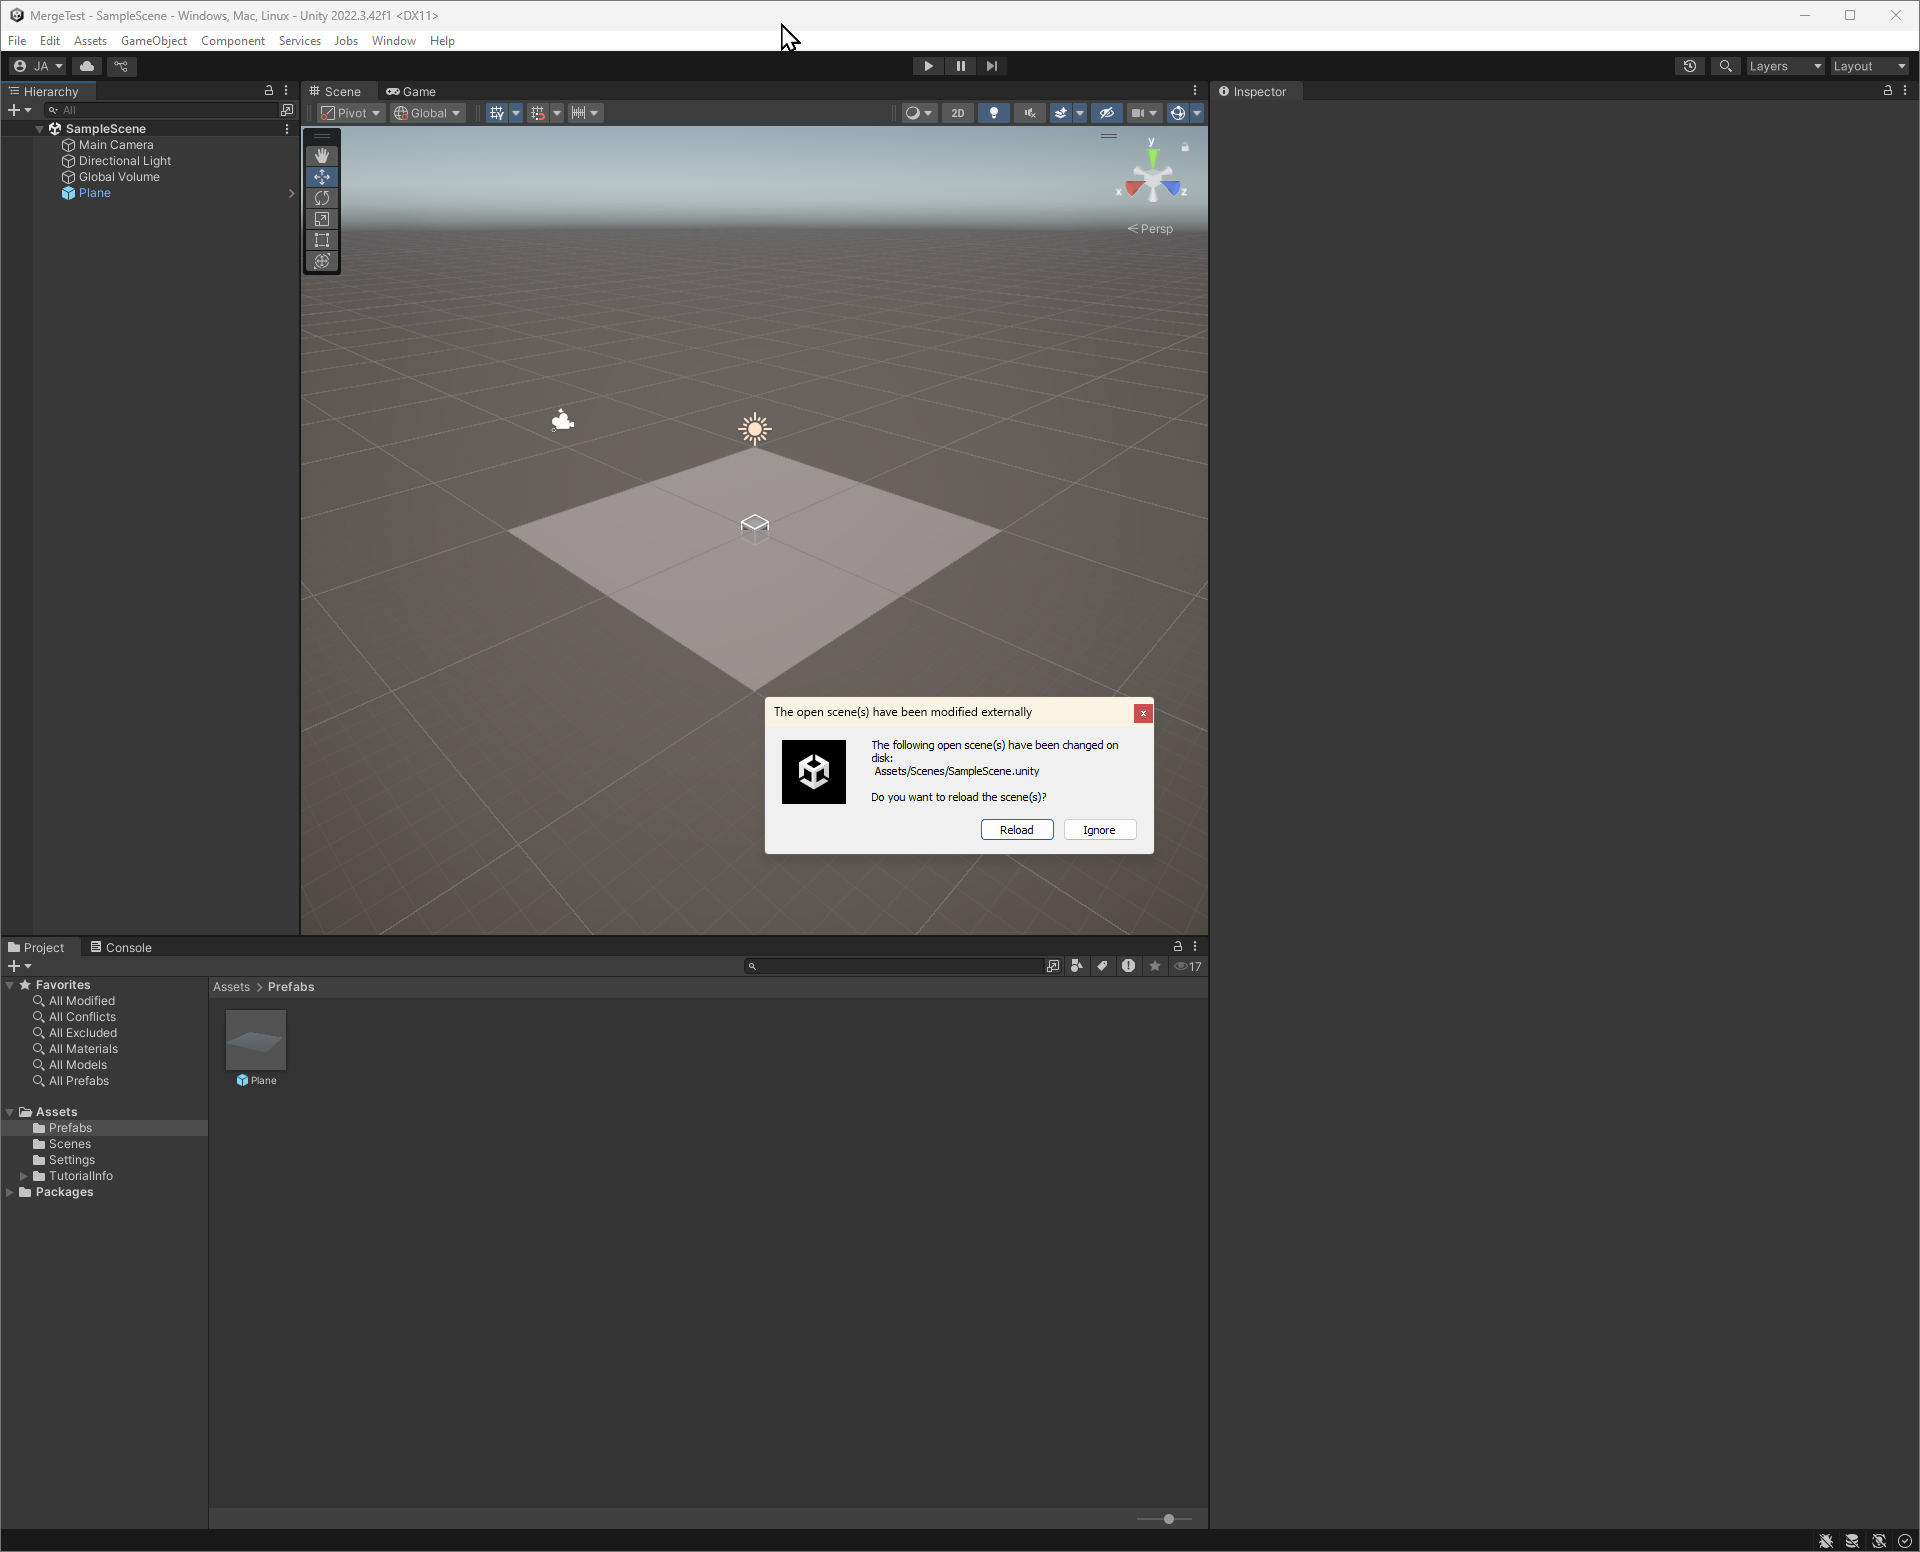 MergeTest - SampleScene - Windows, Mac, Linux - Unity 2022.3.42f1 <DX11>
File Edit Assets GameObject Component Services Jobs Window Help
JA
Layers Layout
Hierarchy
All
SampleScene
Main Camera
Directional Light
Global Volume
Plane
Scene Game
Pivot Global
2D
y
x
z
Persp
Inspector
The open scene(s) have been modified externally
x
The following open scene(s) have been changed on
disk:
Assets/Scenes/SampleScene.unity
Do you want to reload the scene(s)?
Reload Ignore
Project Console
17
Favorites
All Modified
All Conflicts
All Excluded
All Materials
All Models
All Prefabs
Assets
Prefabs
Scenes
Settings
TutorialInfo
Packages
Assets > Prefabs
Plane